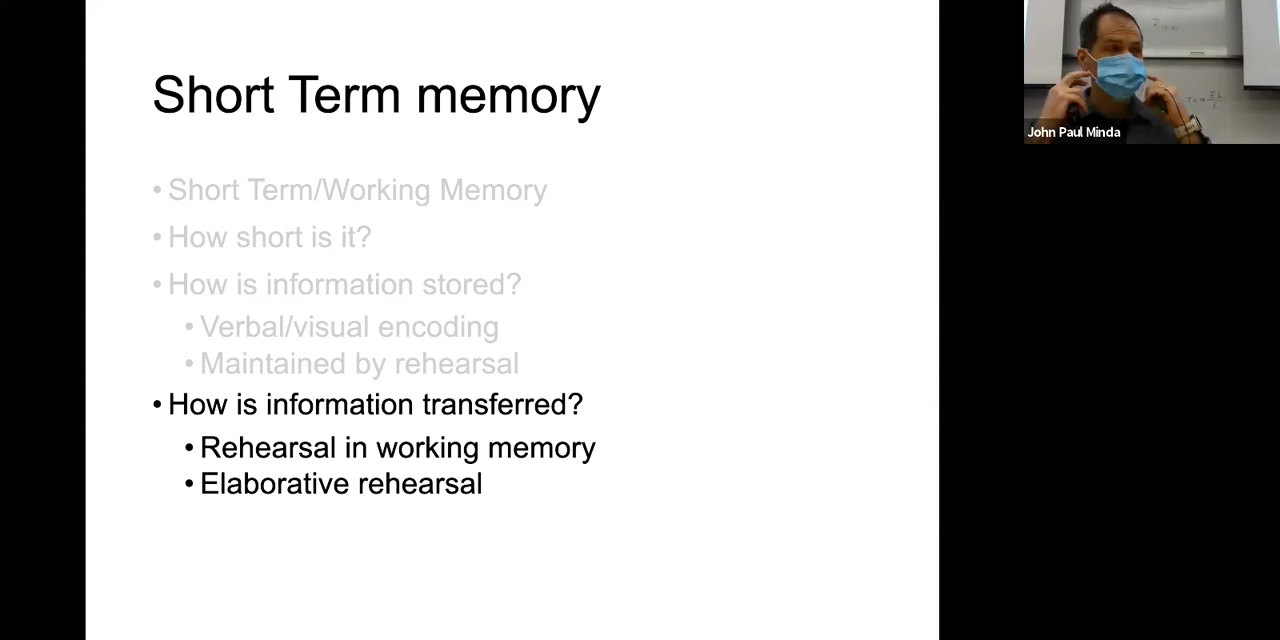 Short Term memory
• Short Term/Working Memory
• How short is it?
• How is information stored?
• Verbal/visual encoding
• Maintained by rehearsal
• How is information transferred?
• Rehearsal in working memory
• Elaborative rehearsal
John Paul Minda